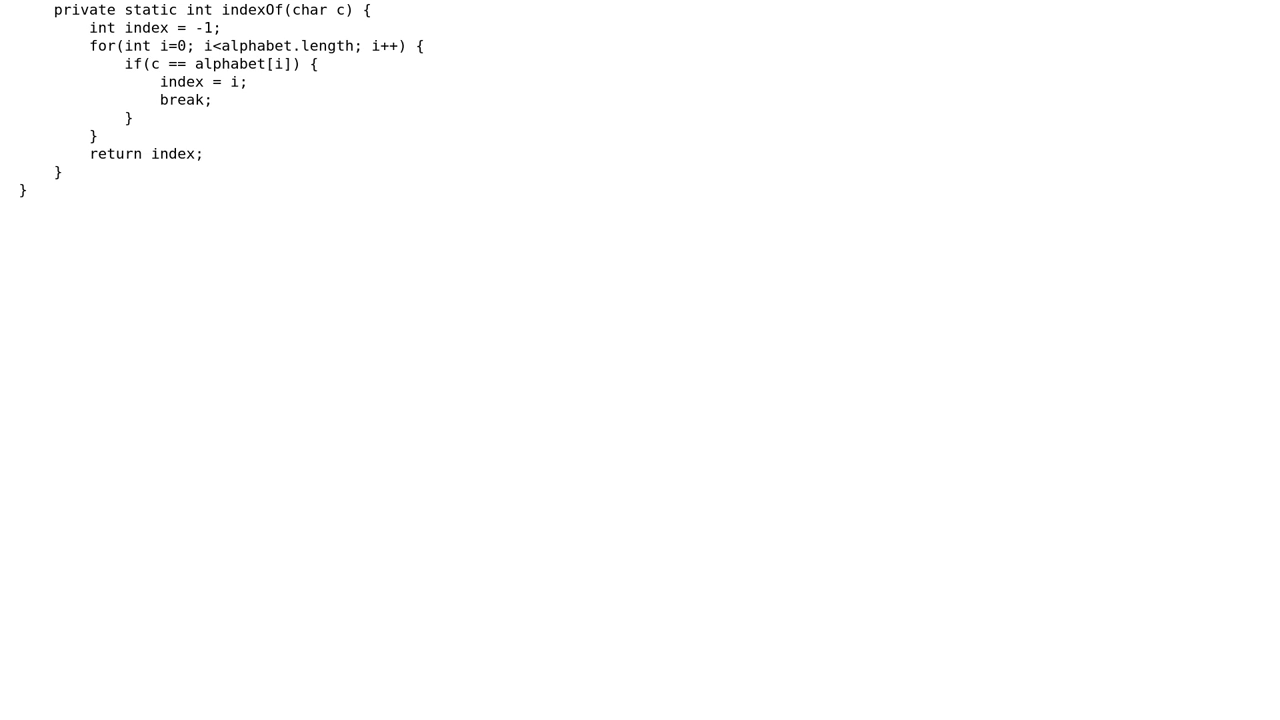 private static int indexOf(char c) {
        int index = -1;
        for(int i=0; i<alphabet.length; i++) {
            if(c == alphabet[i]) {
                index = i;
                break;
            }
        }
        return index;
    }
}